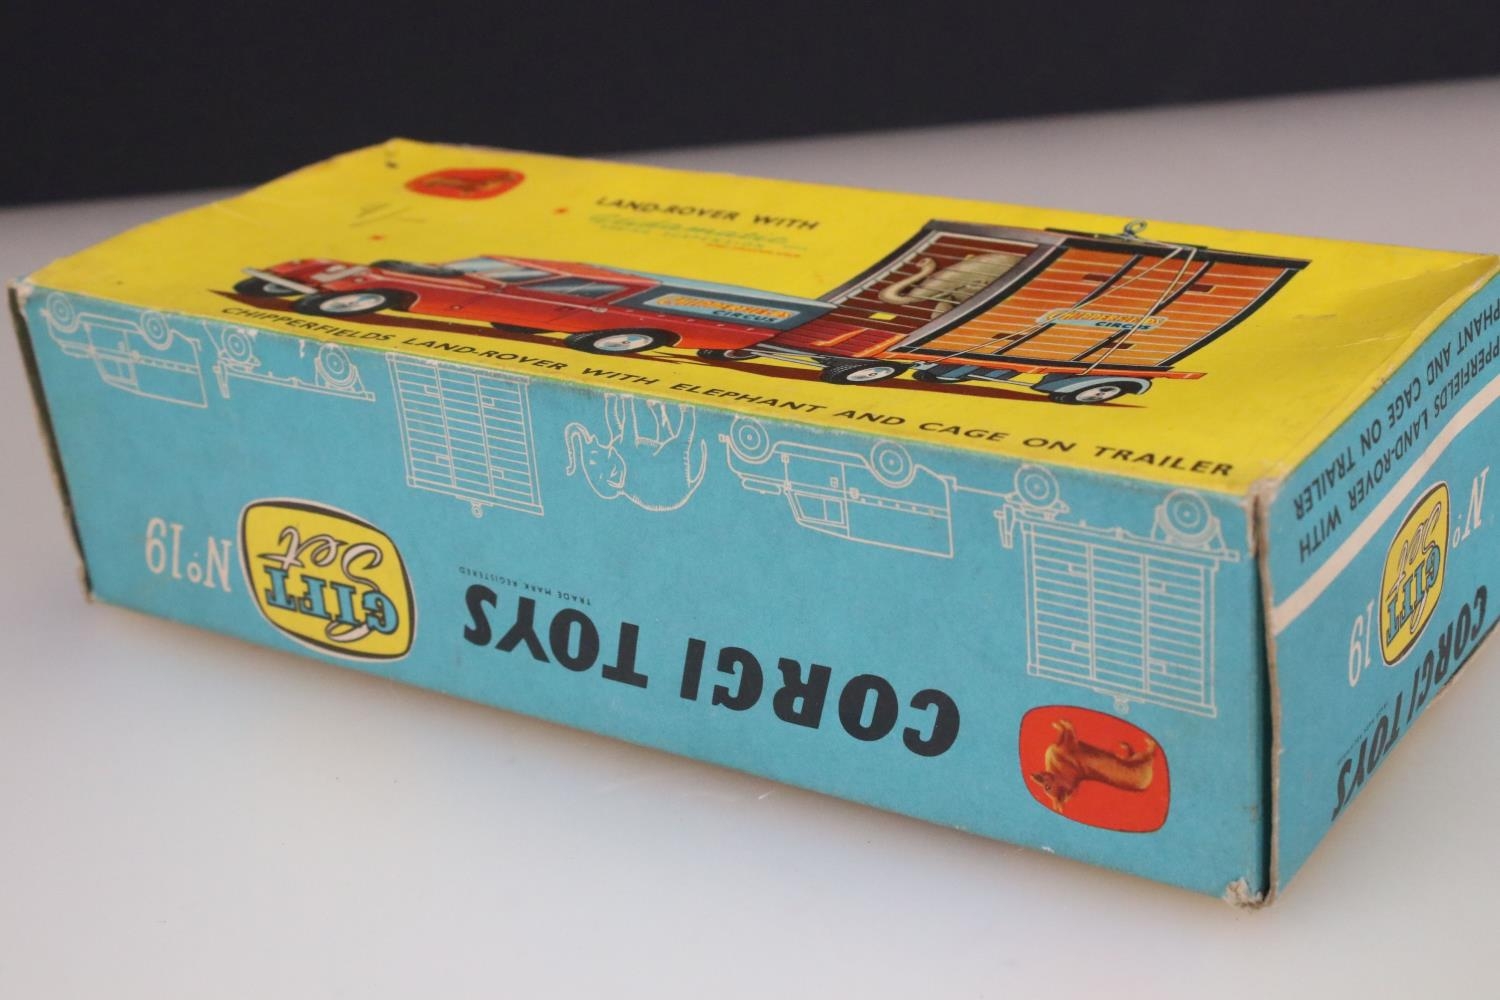 9/-
LAND-ROVER WITH
CHIPPERFIELDS
CIRCUS
CHIPPERFIELDS
CIRCUS
CHIPPERFIELDS LAND-ROVER WITH ELEPHANT AND CAGE ON TRAILER
CORGI TOYS
TRADE MARK REGISTERED
GIFT
Set
No 19
LAND-ROVER WITH
AND CAGE ON TRAILER
CORGI TOYS
GIFT
Set
No 19